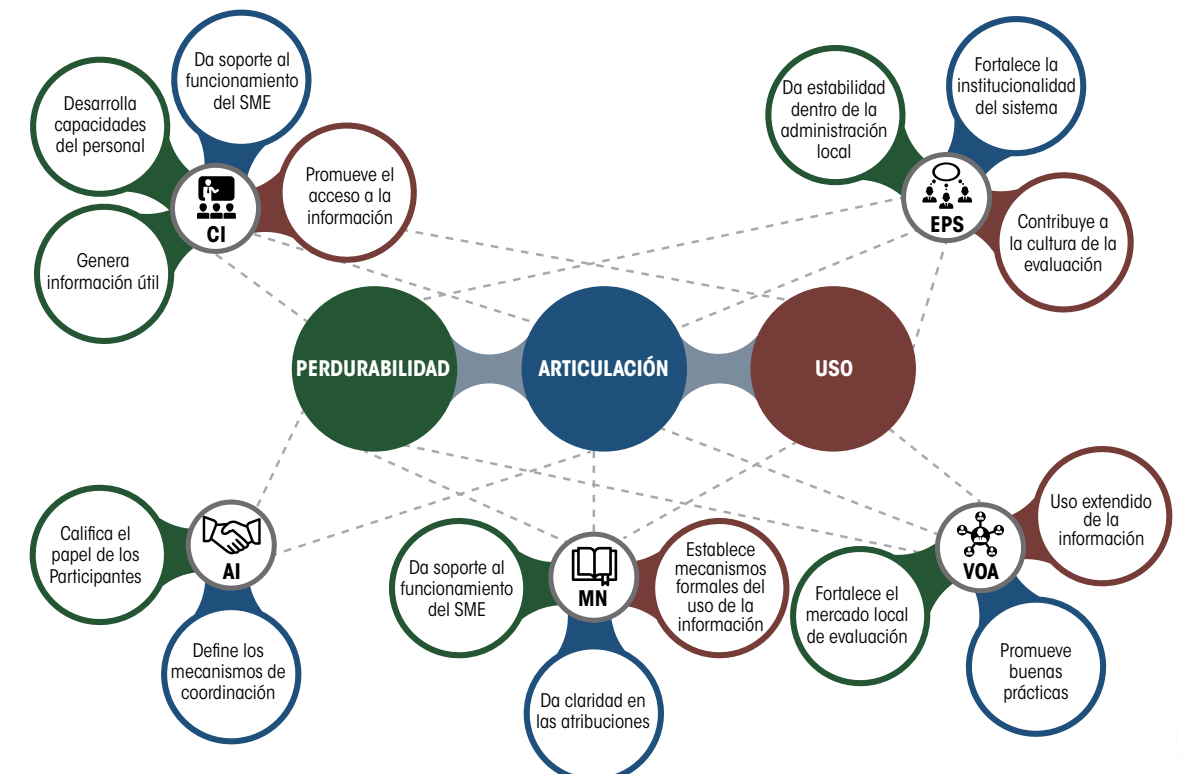 Da soporte al
funcionamiento
del SME
Desarrolla
capacidades
del personal
Promueve el
acceso a la
información
Genera
información útil
CI
Da estabilidad
dentro de la
administración
local
Fortalece la
institucionalidad
del sistema
Contribuye a
la cultura de la
evaluación
EPS
PERDURABILIDAD
ARTICULACIÓN
USO
Califica el
papel de los
Participantes
AI
Define los
mecanismos de
coordinación
Da soporte al
funcionamiento
del SME
MN
Establece
mecanismos
formales del
uso de la
información
Da claridad en
las atribuciones
Uso extendido
de la
información
VOA
Fortalece el
mercado local
de evaluación
Promueve
buenas
prácticas